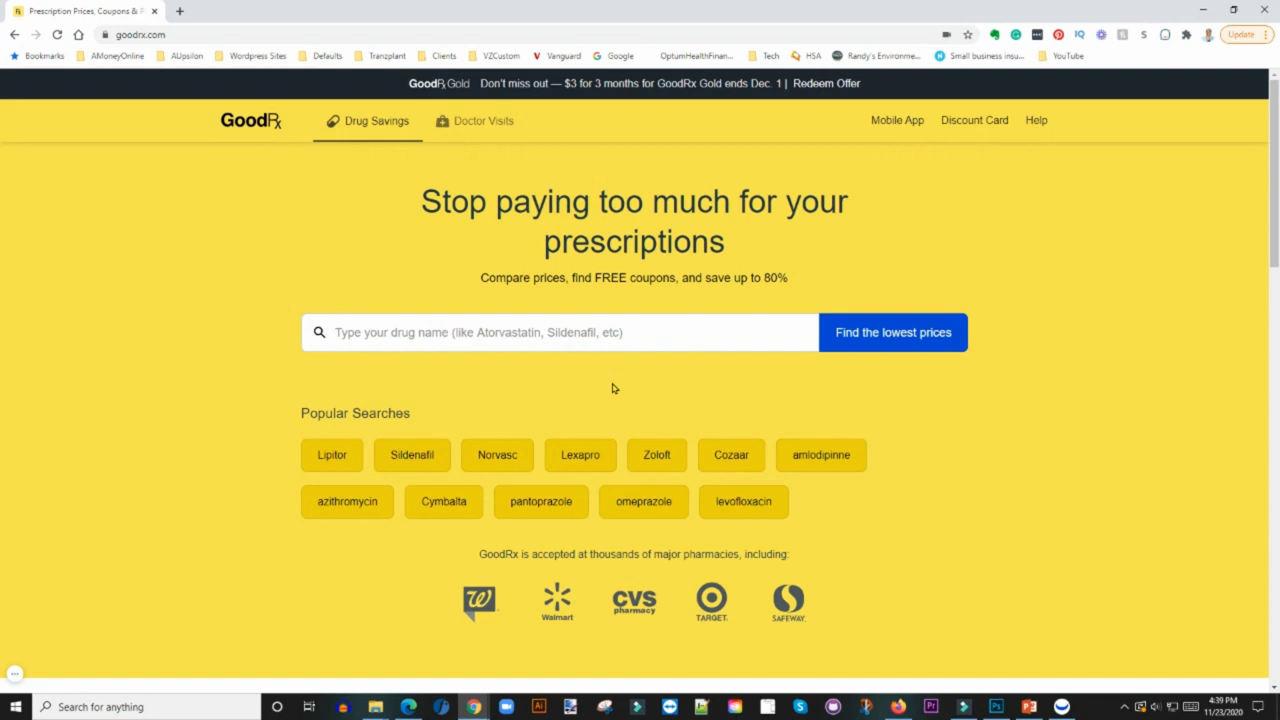 Prescription Prices, Coupons & P
goodrx.com
Update
Bookmarks AMoneyOnline AUpsilon Wordpress Sites Defaults Tranzplant Clients VZCustom Vanguard Google OptumHealthFinan... Tech HSA Randy's Environme... Small business insu... YouTube
GoodRx Gold Don't miss out — $3 for 3 months for GoodRx Gold ends Dec. 1 | Redeem Offer
GoodRx Drug Savings Doctor Visits Mobile App Discount Card Help
Stop paying too much for your
prescriptions
Compare prices, find FREE coupons, and save up to 80%
Type your drug name (like Atorvastatin, Sildenafil, etc) Find the lowest prices
Popular Searches
Lipitor Sildenafil Norvasc Lexapro Zoloft Cozaar amlodipinne
azithromycin Cymbalta pantoprazole omeprazole levofloxacin
GoodRx is accepted at thousands of major pharmacies, including:
Walmart CVS pharmacy TARGET. SAFEWAY.
Search for anything
4:39 PM
11/23/2020